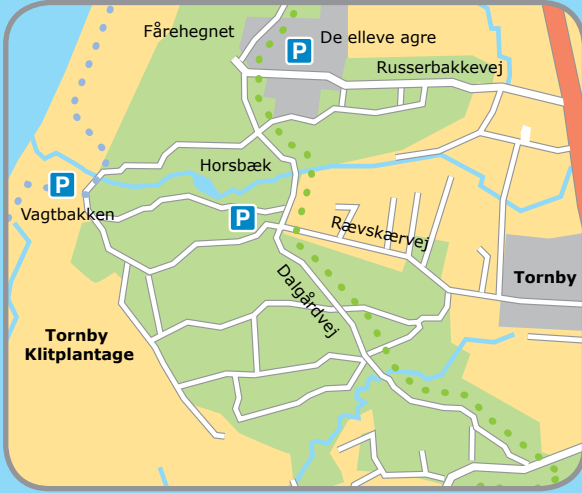 Fårehegnet
P
De elleve agre
Russerbakkevej
Horsbæk
P
Vagtbakken
P
Rævskærvej
Dalgårdvej
Tornby
Tornby
Klitplantage